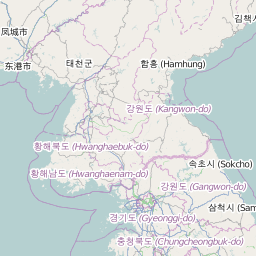 김책시
凤城市
东港市
태천군
함흥 (Hamhung)
강원도 (Kangwon-do)
황해북도 (Hwanghaebuk-do)
속초시 (Sokcho)
황해남도 (Hwanghaenam-do)
강원도 (Gangwon-do)
삼척시 (Sam
경기도 (Gyeonggi-do)
충청북도 (Chungcheongbuk-do)